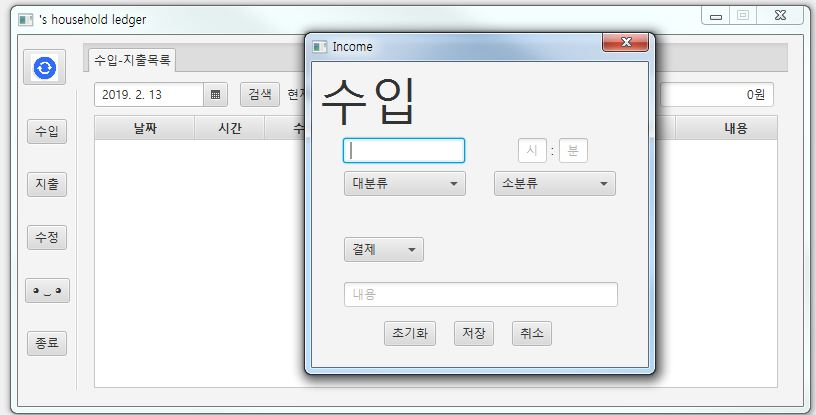 's household ledger
수입-지출목록
2019. 2. 13
검색
0원
날짜
시간
내용
수입
지출
수정
◕ ‿ ◕
종료
Income
수입
시 : 분
대분류
소분류
결제
내용
초기화 저장 취소